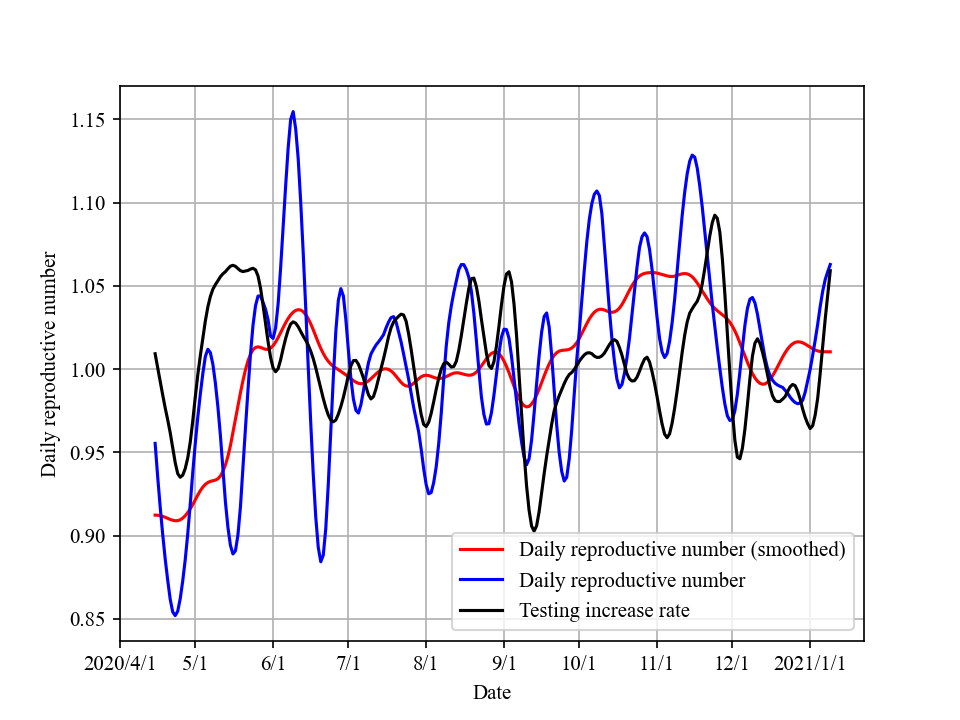 Daily reproductive number
1.15
1.10
1.05
1.00
0.95
0.90
0.85
Daily reproductive number (smoothed)
Daily reproductive number
Testing increase rate
2020/4/1 5/1 6/1 7/1 8/1 9/1 10/1 11/1 12/1 2021/1/1
Date